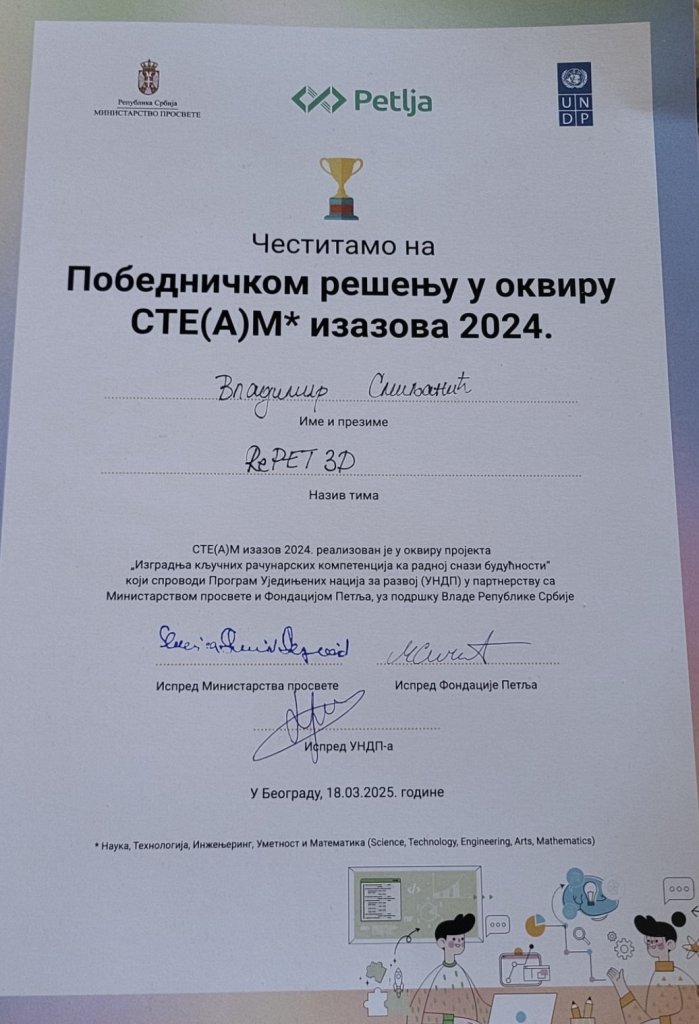 Република Србија
МИНИСТАРСТВО ПРОСВЕТЕ
Petlja
UN
DP
Честитамо на
Победничком решењу у оквиру
СТЕ(А)М* изазова 2024.
Владимир Смиљанић
Име и презиме
RePET 3D
Назив тима
СТЕ(А)М изазов 2024. реализован је у оквиру пројекта
„Изградња кључних рачунарских компетенција ка радној снази будућности“
који спроводи Програм Уједињених нација за развој (УНДП) у партнерству са
Министарством просвете и Фондацијом Петља, уз подршку Владе Републике Србије
Испред Министарства просвете
Испред Фондације Петља
Испред УНДП-а
У Београду, 18.03.2025. године
* Наука, Технологија, Инжењеринг, Уметност и Математика (Science, Technology, Engineering, Arts, Mathematics)